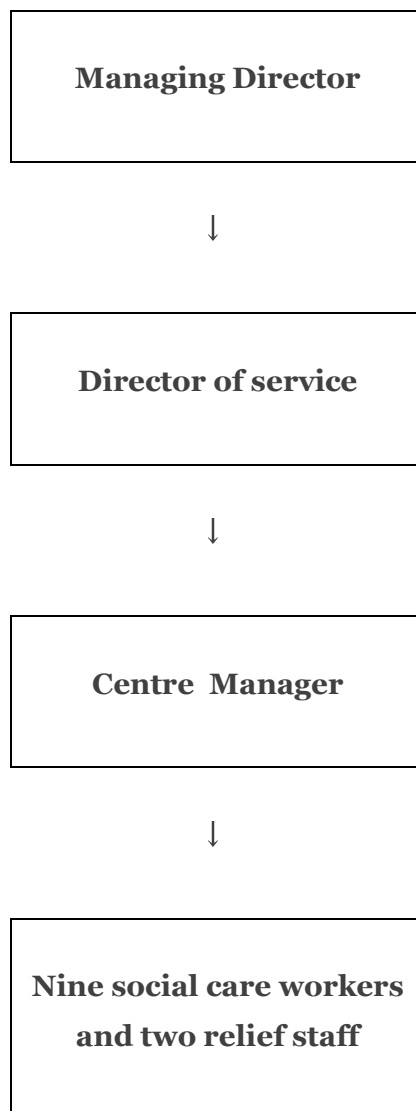 Managing Director
↓
Director of service
↓
Centre Manager
↓
Nine social care workers
and two relief staff